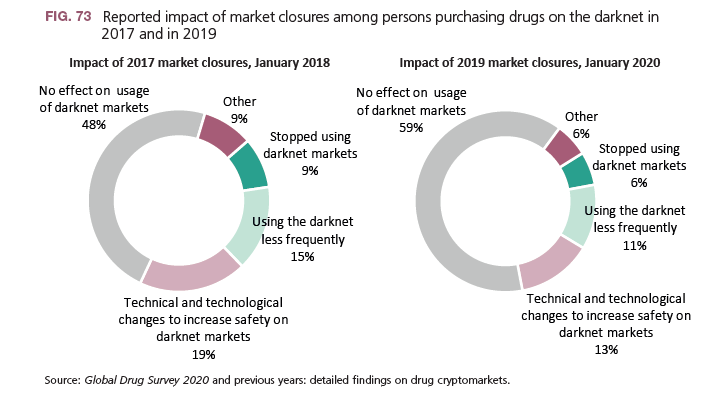 FIG. 73 Reported impact of market closures among persons purchasing drugs on the darknet in
2017 and in 2019
Impact of 2017 market closures, January 2018
No effect on usage
of darknet markets
48%
Other
9%
Stopped using
darknet markets
9%
Using the darknet
less frequently
15%
Technical and technological
changes to increase safety on
darknet markets
19%
Impact of 2019 market closures, January 2020
No effect on usage
of darknet markets
59%
Other
6%
Stopped using
darknet markets
6%
Using the darknet
less frequently
11%
Technical and technological
changes to increase safety on
darknet markets
13%
Source: Global Drug Survey 2020 and previous years: detailed findings on drug cryptomarkets.